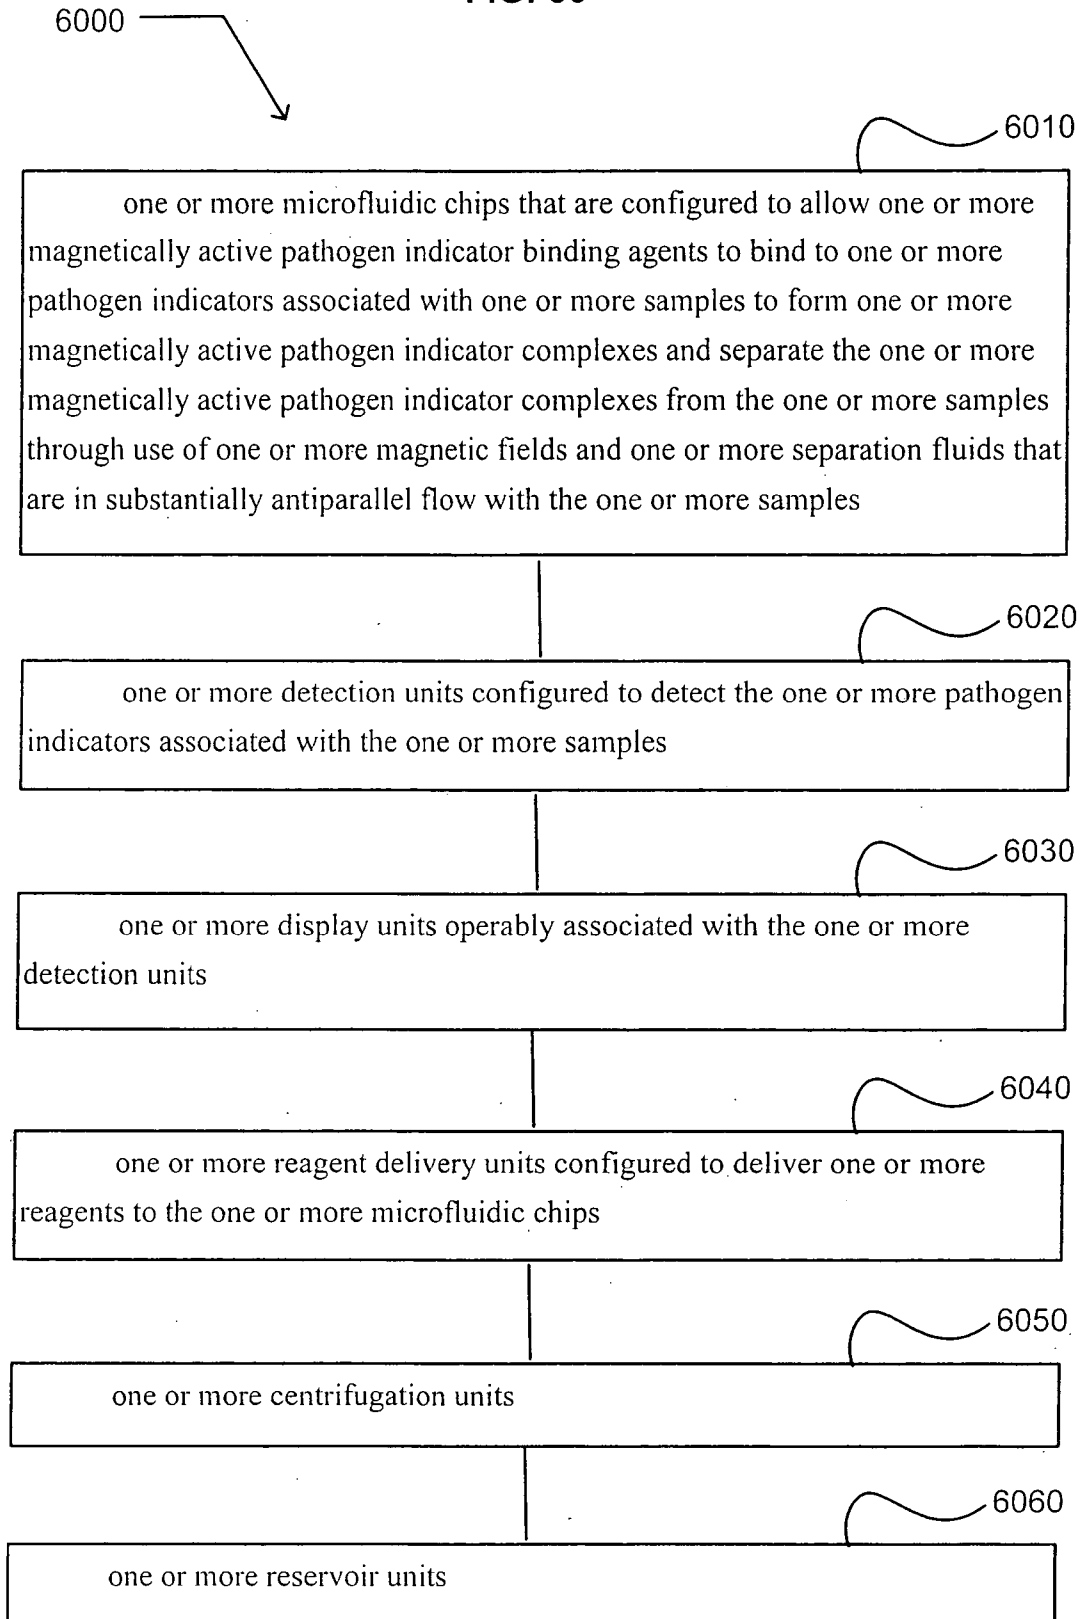 6000
6010
one or more microfluidic chips that are configured to allow one or more
magnetically active pathogen indicator binding agents to bind to one or more
pathogen indicators associated with one or more samples to form one or more
magnetically active pathogen indicator complexes and separate the one or more
magnetically active pathogen indicator complexes from the one or more samples
through use of one or more magnetic fields and one or more separation fluids that
are in substantially antiparallel flow with the one or more samples
6020
one or more detection units configured to detect the one or more pathogen
indicators associated with the one or more samples
6030
one or more display units operably associated with the one or more
detection units
6040
one or more reagent delivery units configured to deliver one or more
reagents to the one or more microfluidic chips
6050
one or more centrifugation units
6060
one or more reservoir units